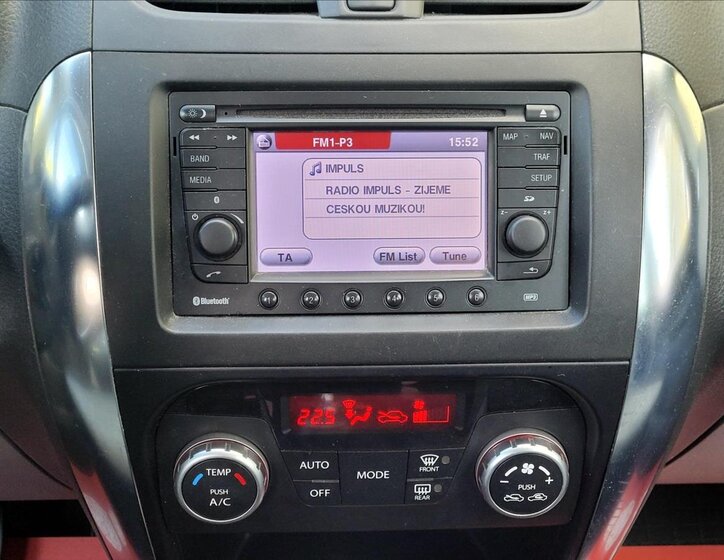 FM1-P3 15:52
IMPULS
RADIO IMPULS - ZIJEME
CESKOU MUZIKOU!
TA FM List Tune
BAND
MEDIA
MAP NAV
TRAF
SETUP
z- z+
Bluetooth
1 2 3 4 5 6
MP3
22.5
TEMP
PUSH
A/C
AUTO
OFF
MODE
FRONT
REAR
PUSH